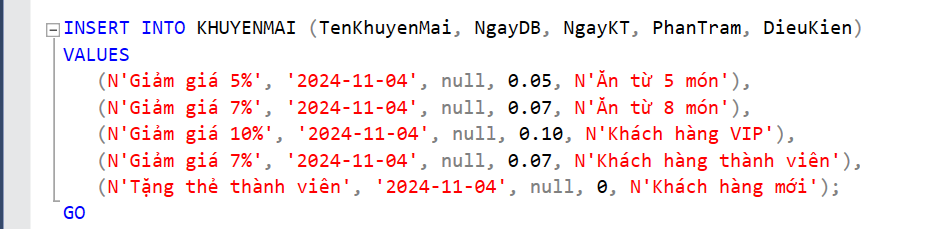 INSERT INTO KHUYENMAI (TenKhuyenMai, NgayDB, NgayKT, PhanTram, DieuKien)
VALUES
(N'Giảm giá 5%', '2024-11-04', null, 0.05, N'Ăn từ 5 món'),
(N'Giảm giá 7%', '2024-11-04', null, 0.07, N'Ăn từ 8 món'),
(N'Giảm giá 10%', '2024-11-04', null, 0.10, N'Khách hàng VIP'),
(N'Giảm giá 7%', '2024-11-04', null, 0.07, N'Khách hàng thành viên'),
(N'Tặng thẻ thành viên', '2024-11-04', null, 0, N'Khách hàng mới');
GO